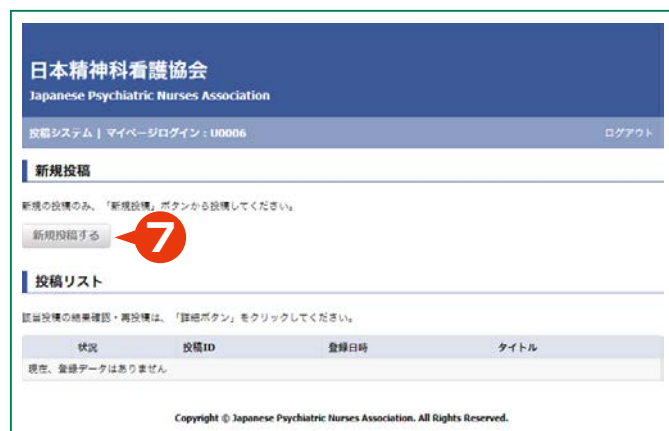 日本精神科看護協会
Japanese Psychiatric Nurses Association
投稿システム | マイページログイン : U0006 ログアウト
新規投稿
新規の投稿のみ、「新規投稿」ボタンから投稿してください。
新規投稿する 7
投稿リスト
該当投稿の結果確認・再投稿は、「詳細ボタン」をクリックしてください。
状況 投稿ID 登録日時 タイトル
現在、登録データはありません
Copyright © Japanese Psychiatric Nurses Association. All Rights Reserved.